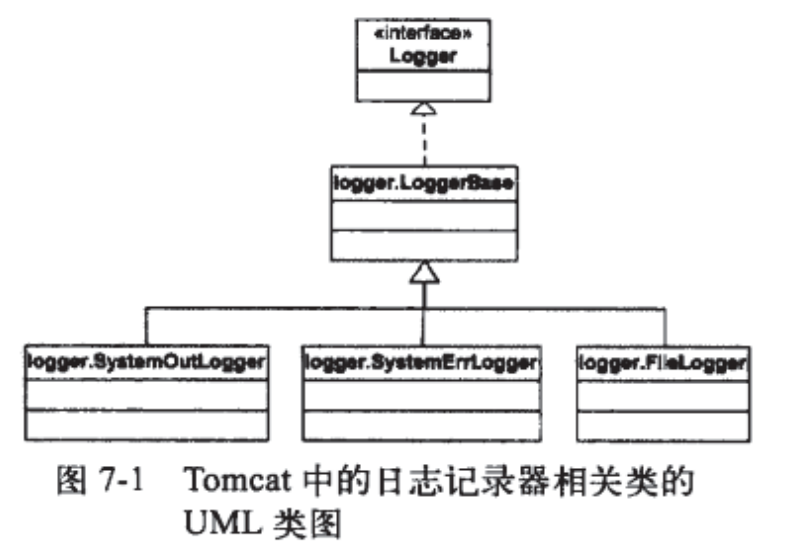 «interface»
Logger
logger.LoggerBase
logger.SystemOutLogger
logger.SystemErrLogger
logger.FileLogger
图 7-1 Tomcat 中的日志记录器相关类的
UML 类图